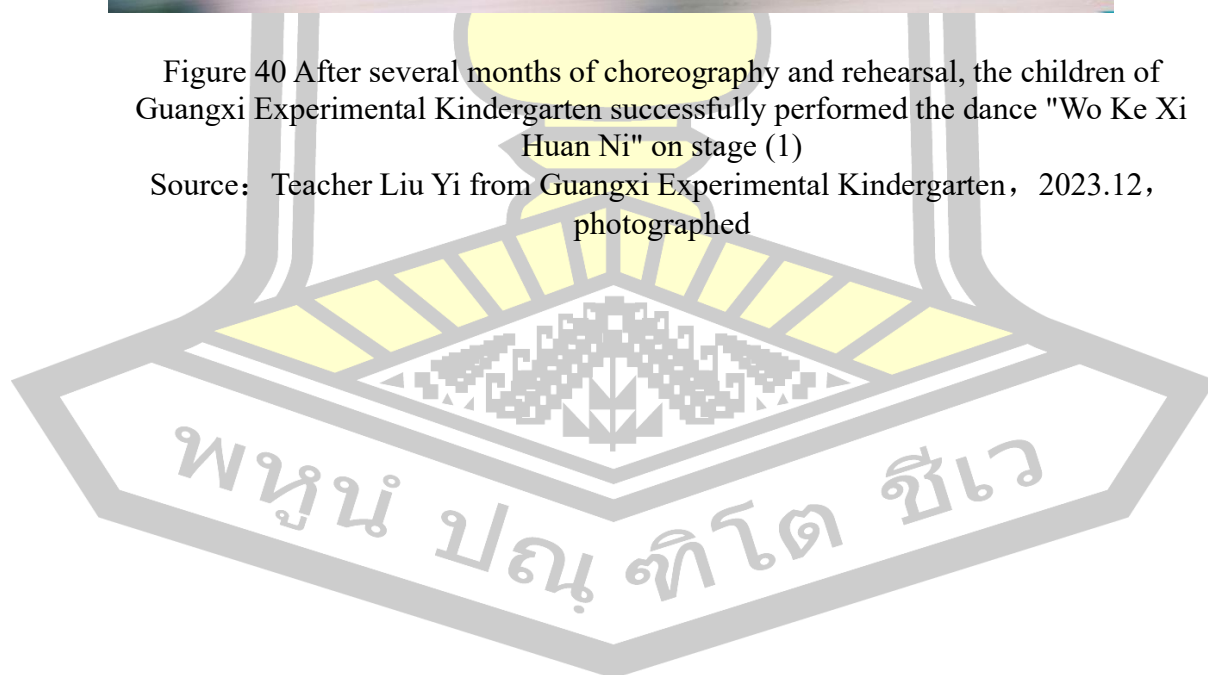 Figure 40 After several months of choreography and rehearsal, the children of
Guangxi Experimental Kindergarten successfully performed the dance "Wo Ke Xi
Huan Ni" on stage (1)
Source： Teacher Liu Yi from Guangxi Experimental Kindergarten，2023.12，
photographed
พหูนํ ปณฺฑิโต ชีเว